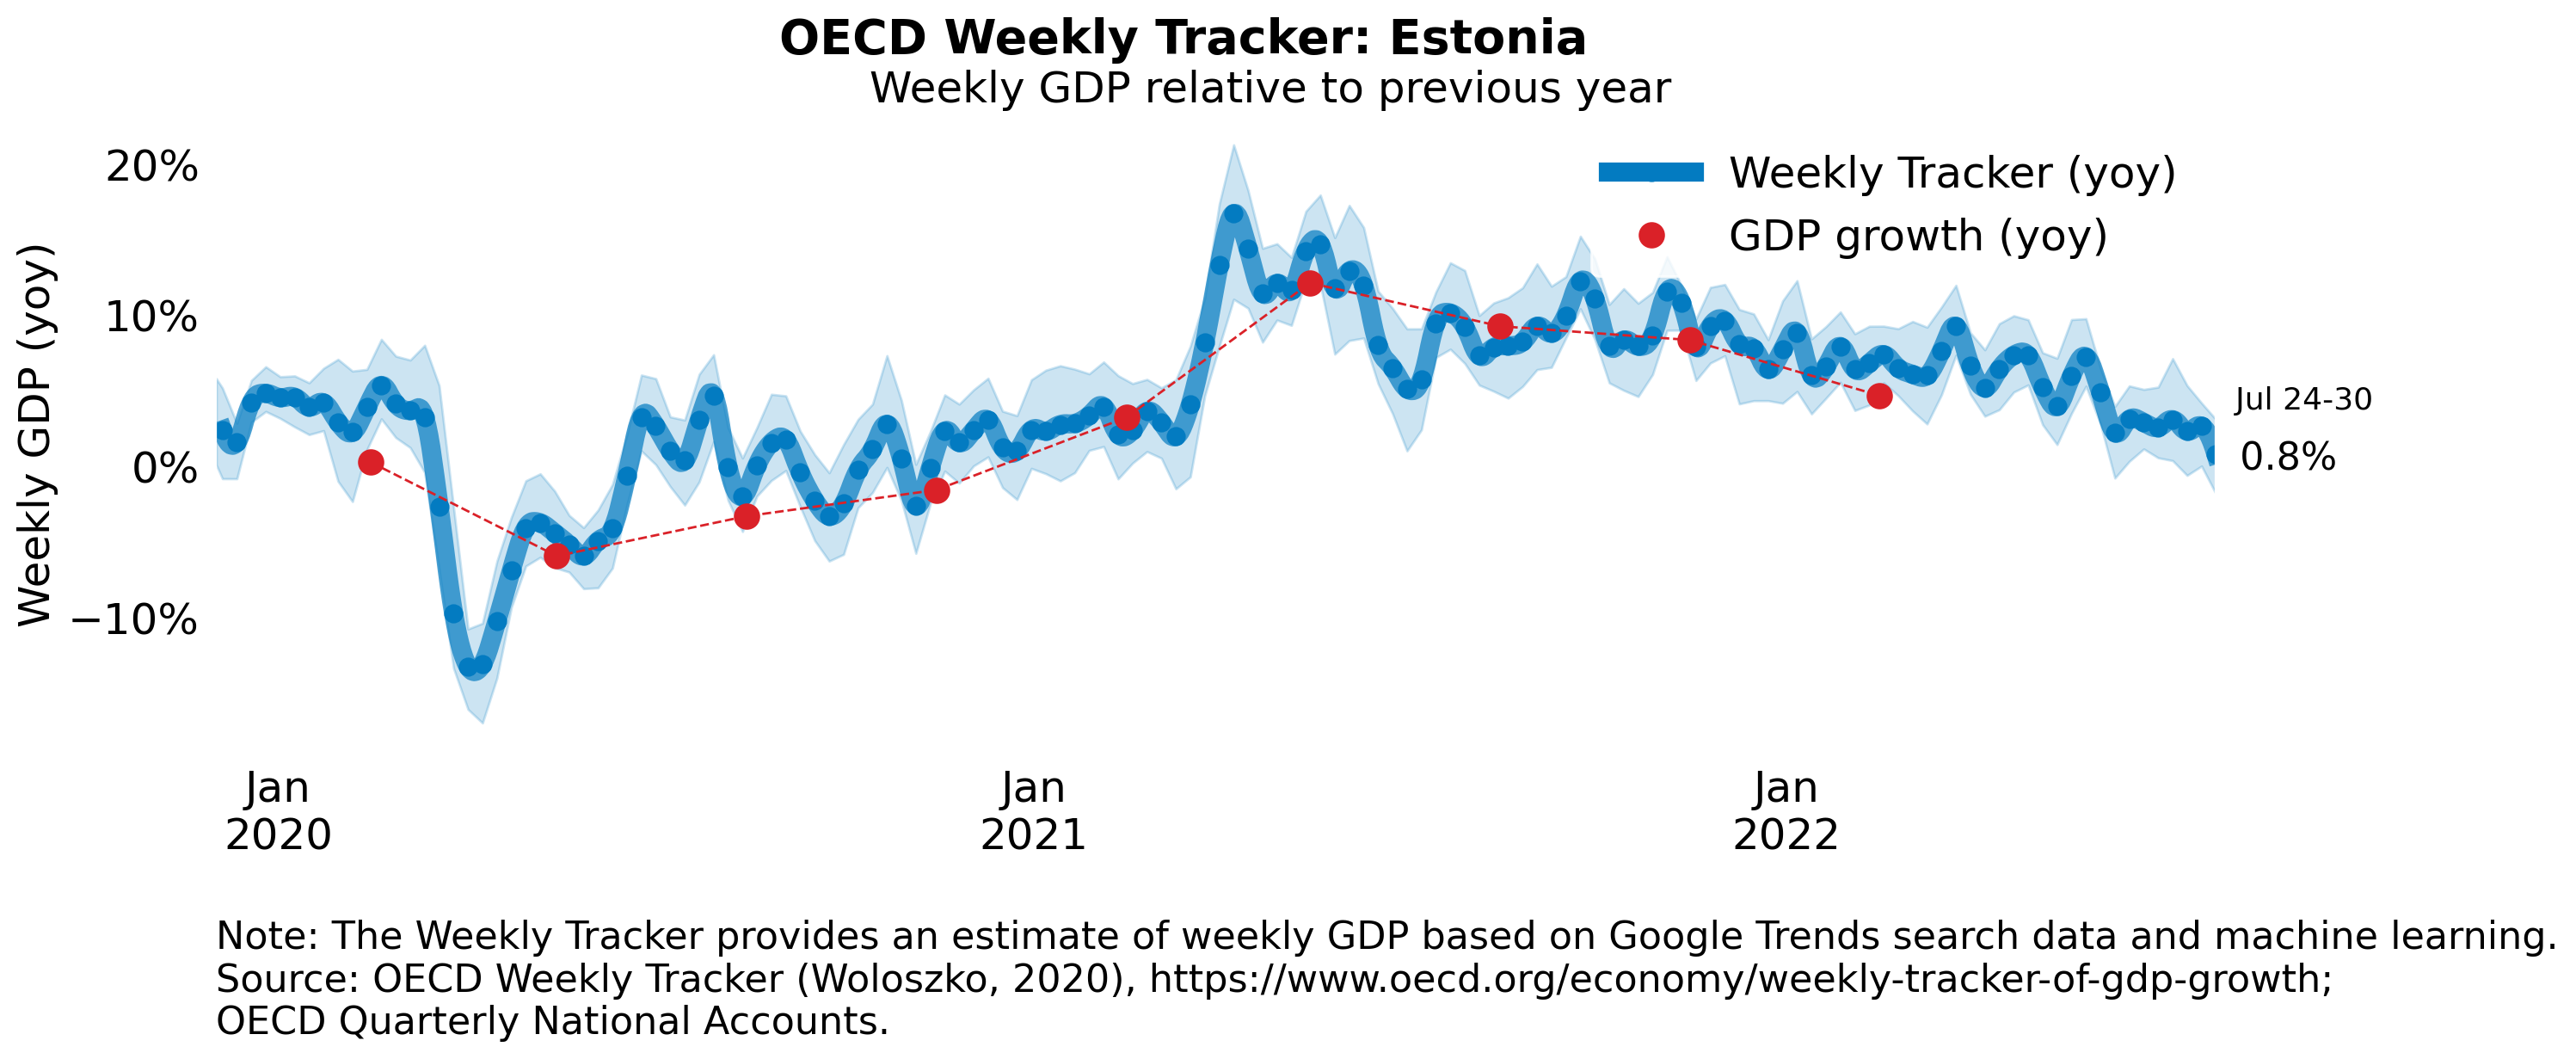 OECD Weekly Tracker: Estonia
Weekly GDP relative to previous year
Weekly GDP (yoy)
20%
10%
0%
−10%
Weekly Tracker (yoy)
GDP growth (yoy)
Jul 24-30
0.8%
Jan
2020
Jan
2021
Jan
2022
Note: The Weekly Tracker provides an estimate of weekly GDP based on Google Trends search data and machine learning.
Source: OECD Weekly Tracker (Woloszko, 2020), https://www.oecd.org/economy/weekly-tracker-of-gdp-growth;
OECD Quarterly National Accounts.